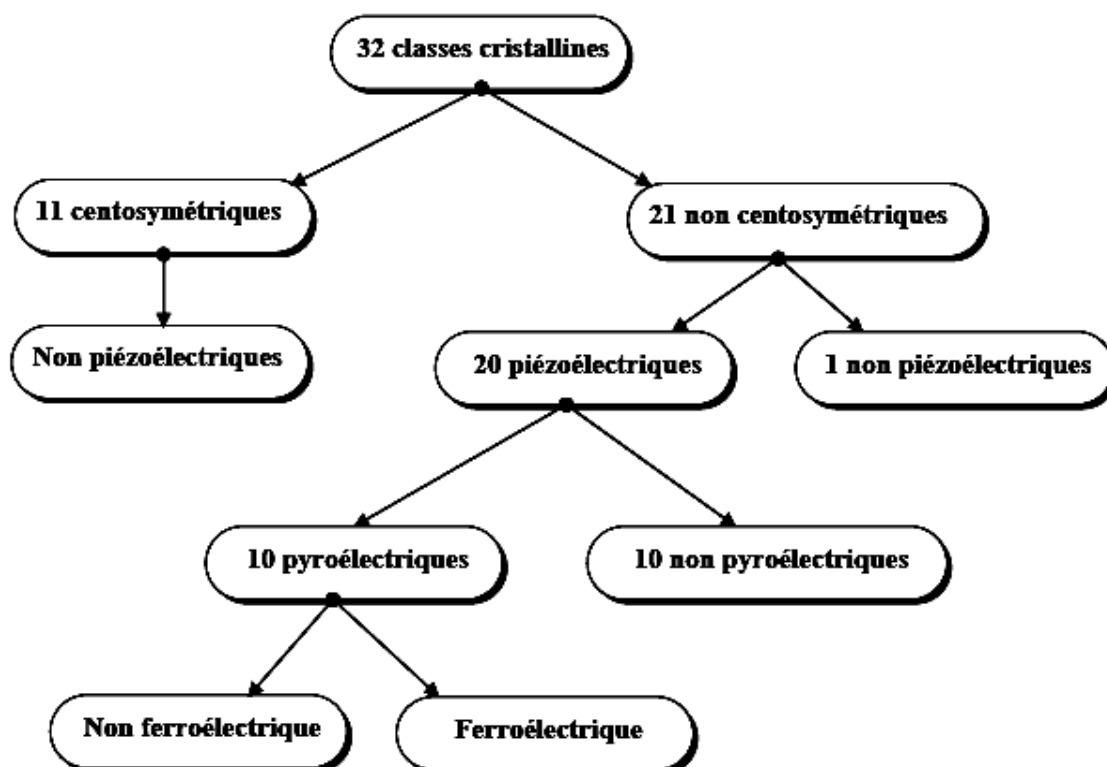 32 classes cristallines
11 centosymétriques
21 non centosymétriques
Non piézoélectriques
20 piézoélectriques
1 non piézoélectriques
10 pyroélectriques
10 non pyroélectriques
Non ferroélectrique
Ferroélectrique